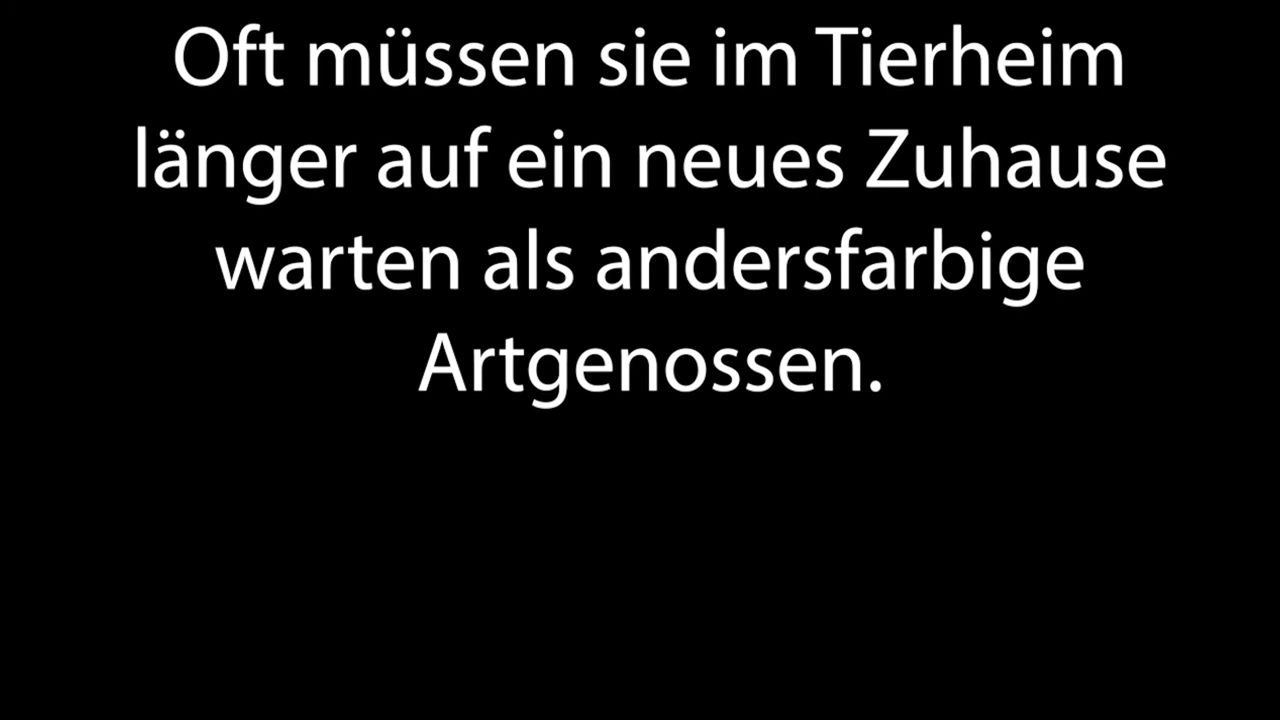 Oft müssen sie im Tierheim
länger auf ein neues Zuhause
warten als andersfarbige
Artgenossen.